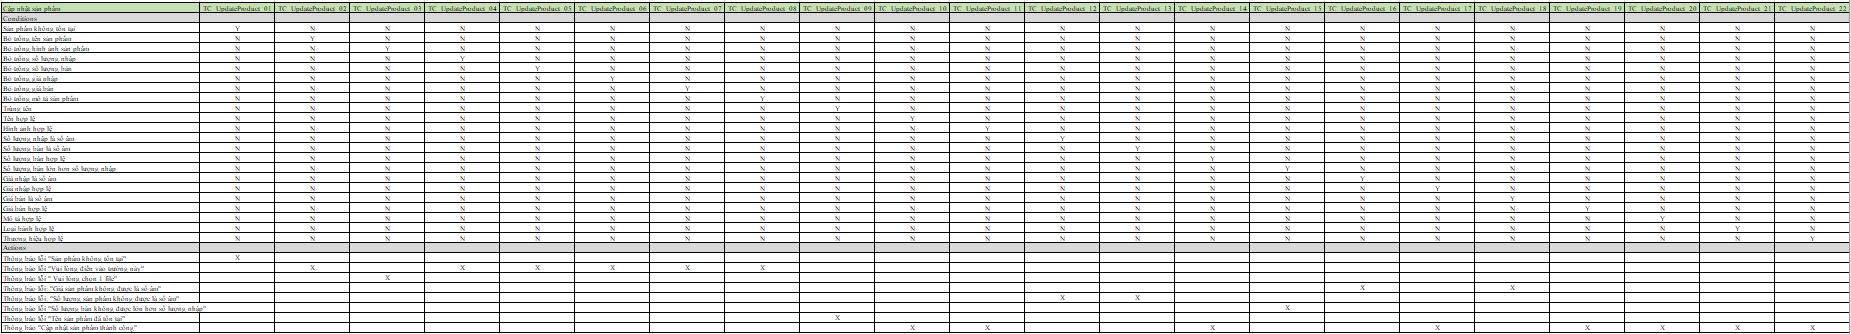 Cập nhật sản phẩm TC_UpdateProduct_01 TC_UpdateProduct_02 TC_UpdateProduct_03 TC_UpdateProduct_04 TC_UpdateProduct_05 TC_UpdateProduct_06 TC_UpdateProduct_07 TC_UpdateProduct_08 TC_UpdateProduct_09 TC_UpdateProduct_10 TC_UpdateProduct_11 TC_UpdateProduct_12 TC_UpdateProduct_13 TC_UpdateProduct_14 TC_UpdateProduct_15 TC_UpdateProduct_16 TC_UpdateProduct_17 TC_UpdateProduct_18 TC_UpdateProduct_19 TC_UpdateProduct_20 TC_UpdateProduct_21 TC_UpdateProduct_22
Conditions
Sản phẩm không tồn tại Y N N N N N N N N N N N N N N N N N N N N N
Bỏ trống tên sản phẩm N Y N N N N N N N N N N N N N N N N N N N N
Bỏ trống hình ảnh sản phẩm N N Y N N N N N N N N N N N N N N N N N N N
Bỏ trống số lượng nhập N N N Y N N N N N N N N N N N N N N N N N N
Bỏ trống số lượng bán N N N N Y N N N N N N N N N N N N N N N N N
Bỏ trống giá nhập N N N N N Y N N N N N N N N N N N N N N N N
Bỏ trống giá bán N N N N N N Y N N N N N N N N N N N N N N N
Bỏ trống mô tả sản phẩm N N N N N N N Y N N N N N N N N N N N N N N
Trùng tên N N N N N N N N Y N N N N N N N N N N N N N
Tên hợp lệ N N N N N N N N N Y N N N N N N N N N N N N
Hình ảnh hợp lệ N N N N N N N N N N Y N N N N N N N N N N N
Số lượng nhập là số âm N N N N N N N N N N N Y N N N N N N N N N N
Số lượng bán là số âm N N N N N N N N N N N N Y N N N N N N N N N
Số lượng bán hợp lệ N N N N N N N N N N N N N Y N N N N N N N N
Số lượng bán lớn hơn số lượng nhập N N N N N N N N N N N N N N Y N N N N N N N
Giá nhập là số âm N N N N N N N N N N N N N N N Y N N N N N N
Giá nhập hợp lệ N N N N N N N N N N N N N N N N Y N N N N N
Giá bán là số âm N N N N N N N N N N N N N N N N N Y N N N N
Giá bán hợp lệ N N N N N N N N N N N N N N N N N N Y N N N
Mô tả hợp lệ N N N N N N N N N N N N N N N N N N N Y N N
Loại bánh hợp lệ N N N N N N N N N N N N N N N N N N N N Y N
Thương hiệu hợp lệ N N N N N N N N N N N N N N N N N N N N N Y
Actions
Thông báo lỗi "Sản phẩm không tồn tại" X
Thông báo lỗi "Vui lòng điền vào trường này" X X X X X X
Thông báo lỗi " Vui lòng chọn 1 file" X
Thông báo lỗi: "Giá sản phẩm không được là số âm" X X
Thông báo lỗi: "Số lượng sản phẩm không được là số âm" X X
Thông báo lỗi "Số lượng bán không được lớn hơn số lượng nhập" X
Thông báo lỗi "Tên sản phẩm đã tồn tại" X
Thông báo "Cập nhật sản phẩm thành công" X X X X X X X X